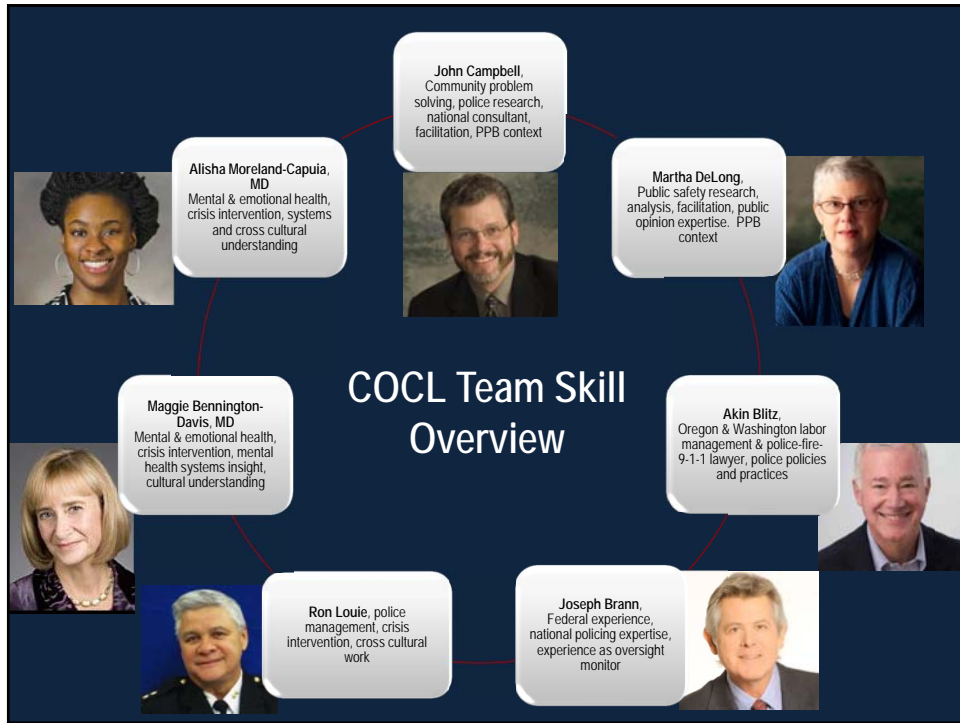 John Campbell,
Community problem
solving, police research,
national consultant,
facilitation, PPB context
Alisha Moreland-Capuia,
MD
Mental & emotional health,
crisis intervention, systems
and cross cultural
understanding
Martha DeLong,
Public safety research,
analysis, facilitation, public
opinion expertise. PPB
context
COCL Team Skill
Overview
Maggie Bennington-
Davis, MD
Mental & emotional health,
crisis intervention, mental
health systems insight,
cultural understanding
Akin Blitz,
Oregon & Washington labor
management & police-fire-
9-1-1 lawyer, police policies
and practices
Ron Louie, police
management, crisis
intervention, cross cultural
work
Joseph Brann,
Federal experience,
national policing expertise,
experience as oversight
monitor